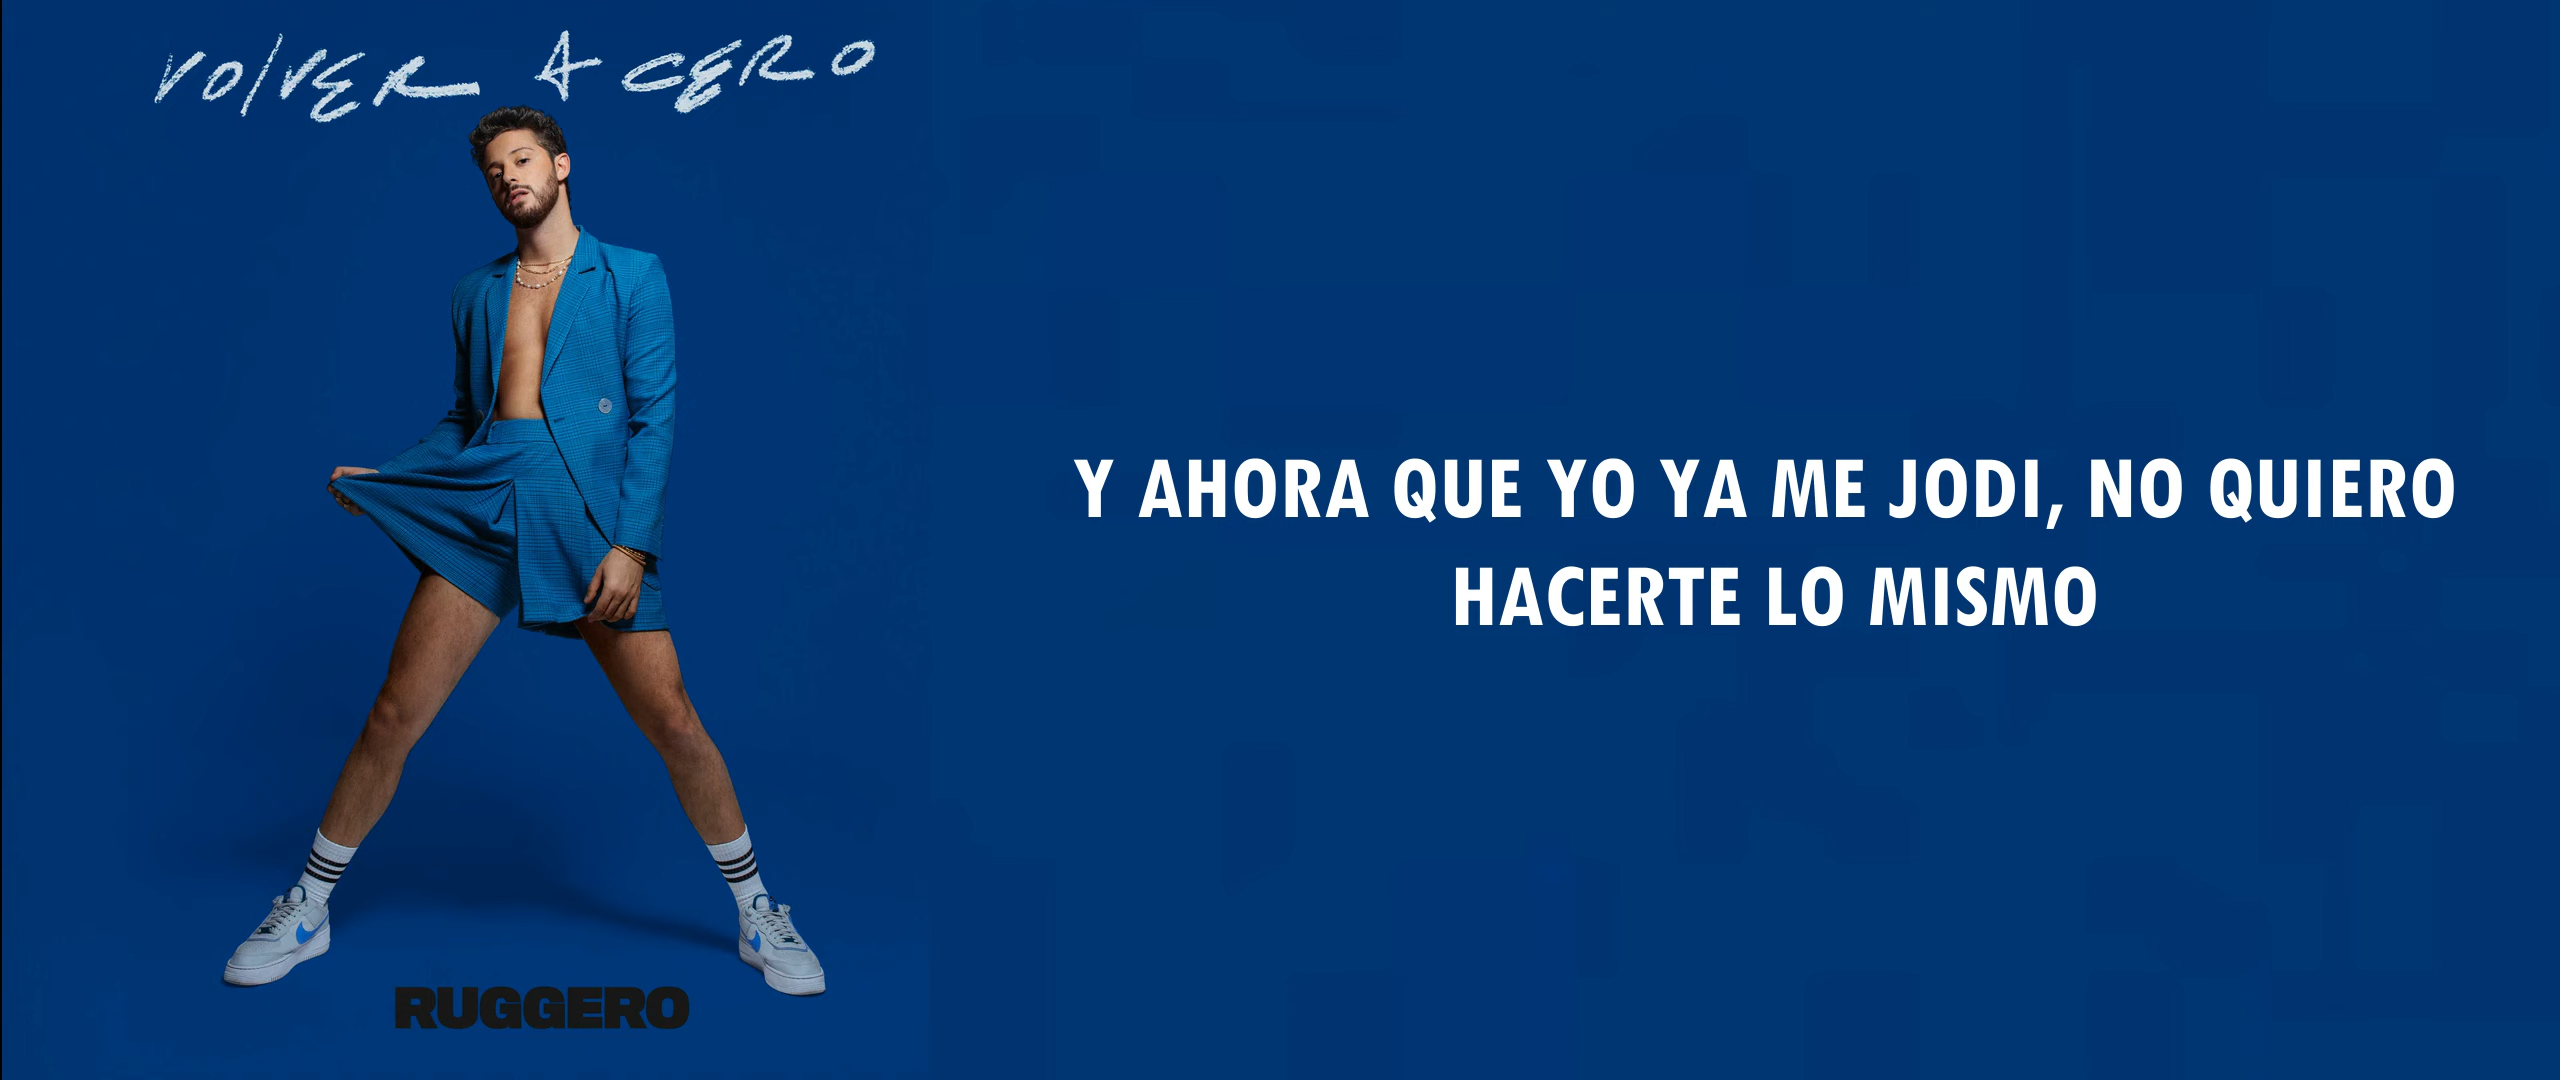 VOLVER A CERO
RUGGERO
Y AHORA QUE YO YA ME JODI, NO QUIERO
HACERTE LO MISMO